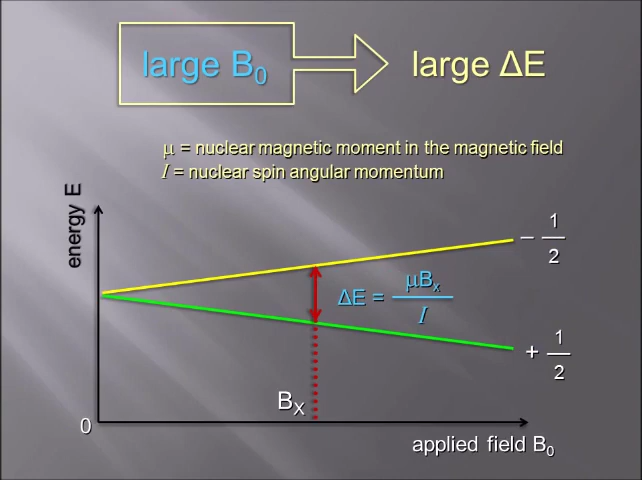 large B₀
large ΔE
μ = nuclear magnetic moment in the magnetic field
I = nuclear spin angular momentum
energy E
− 1/2
ΔE = μBₓ/I
+ 1/2
Bₓ
0
applied field B₀